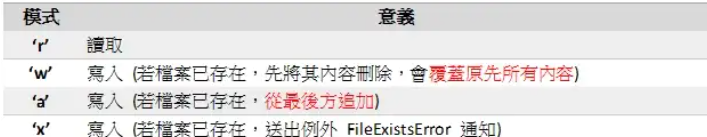 模式 意義
‘r’ 讀取
‘w’ 寫入 (若檔案已存在，先將其內容刪除，會覆蓋原先所有內容)
‘a’ 寫入 (若檔案已存在，從最後方追加)
‘x’ 寫入 (若檔案已存在，送出例外 FileExistsError 通知)